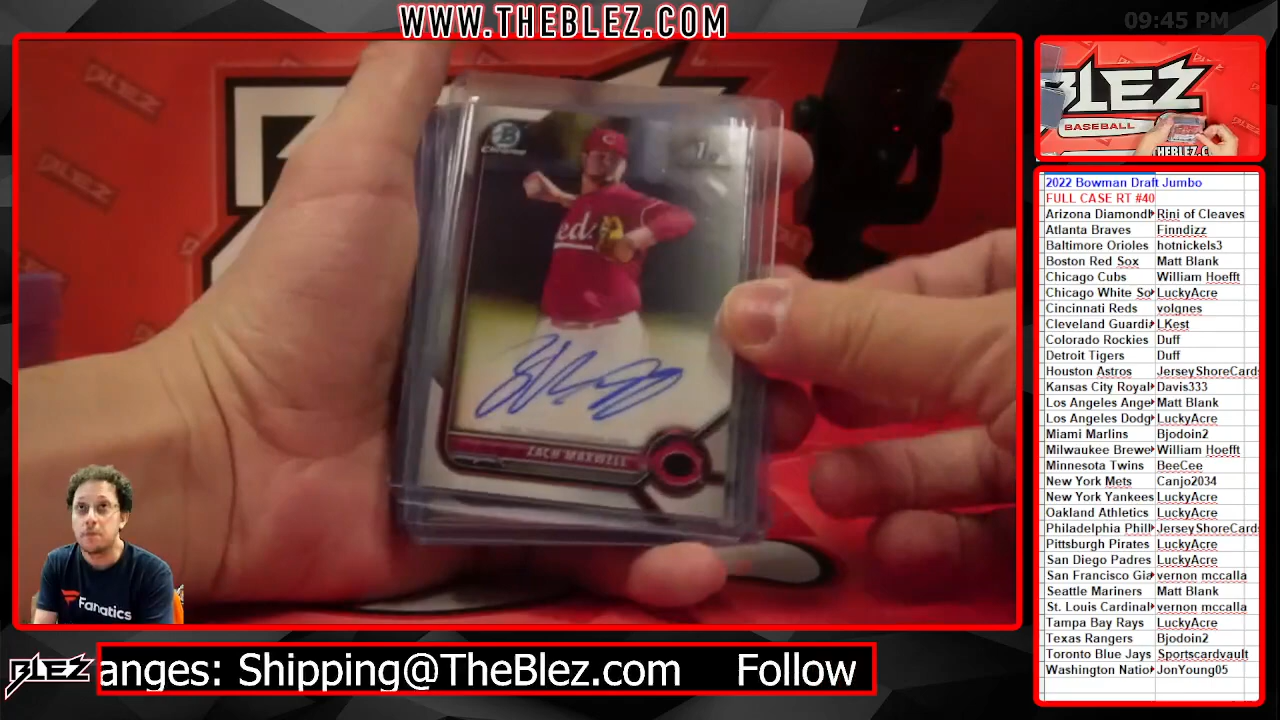 WWW.THEBLEZ.COM
09:45 PM
BLEZ
BLEZ
Chrome
1st
Reds
ZACH MAXWELL
Fanatics
BLEZ
BASEBALL
THEBLEZ.C
2022 Bowman Draft Jumbo
FULL CASE RT #40
Arizona Diamondb Rini of Cleaves
Atlanta Braves Finndizz
Baltimore Orioles hotnickels3
Boston Red Sox Matt Blank
Chicago Cubs William Hoefft
Chicago White So LuckyAcre
Cincinnati Reds volgnes
Cleveland Guardi LKest
Colorado Rockies Duff
Detroit Tigers Duff
Houston Astros JerseyShoreCard
Kansas City Royal Davis333
Los Angeles Ange Matt Blank
Los Angeles Dodg LuckyAcre
Miami Marlins Bjodoin2
Milwaukee Brewe William Hoefft
Minnesota Twins BeeCee
New York Mets Canjo2034
New York Yankees LuckyAcre
Oakland Athletics LuckyAcre
Philadelphia Phill JerseyShoreCard
Pittsburgh Pirates LuckyAcre
San Diego Padres LuckyAcre
San Francisco Gia vernon mccalla
Seattle Mariners Matt Blank
St. Louis Cardinal vernon mccalla
Tampa Bay Rays LuckyAcre
Texas Rangers Bjodoin2
Toronto Blue Jays Sportscardvault
Washington Natio JonYoung05
BLEZ
anges: Shipping@TheBlez.com Follow